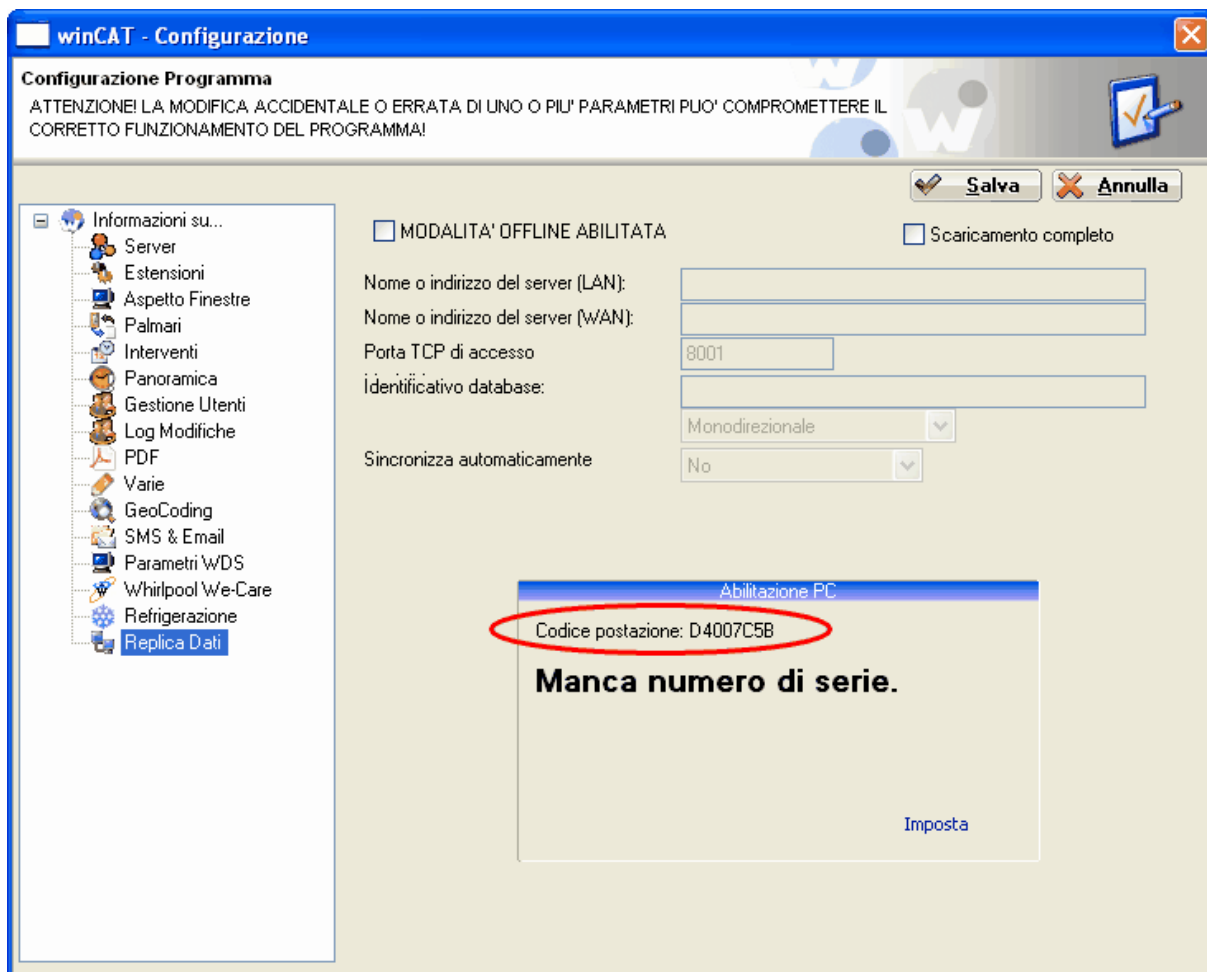 winCAT - Configurazione
Configurazione Programma
ATTENZIONE! LA MODIFICA ACCIDENTALE O ERRATA DI UNO O PIU' PARAMETRI PUO' COMPROMETTERE IL
CORRETTO FUNZIONAMENTO DEL PROGRAMMA!
Salva
Annulla
Informazioni su...
Server
Estensioni
Aspetto Finestre
Palmari
Interventi
Panoramica
Gestione Utenti
Log Modifiche
PDF
Varie
GeoCoding
SMS & Email
Parametri WDS
Whirlpool We-Care
Refrigerazione
Replica Dati
MODALITA' OFFLINE ABILITATA
Scaricamento completo
Nome o indirizzo del server (LAN):
Nome o indirizzo del server (WAN):
Porta TCP di accesso
8001
Identificativo database:
Monodirezionale
Sincronizza automaticamente
No
Abilitazione PC
Codice postazione: D4007C5B
Manca numero di serie.
Imposta